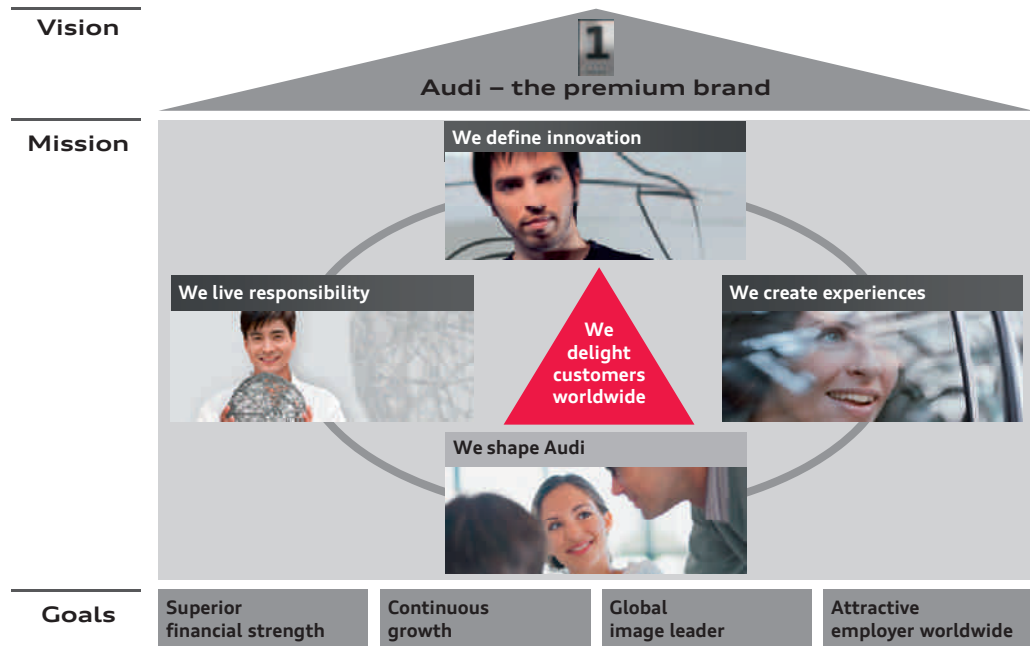 Vision
1
Audi – the premium brand
Mission
We define innovation
We live responsibility
We create experiences
We
delight
customers
worldwide
We shape Audi
Goals
Superior
financial strength
Continuous
growth
Global
image leader
Attractive
employer worldwide